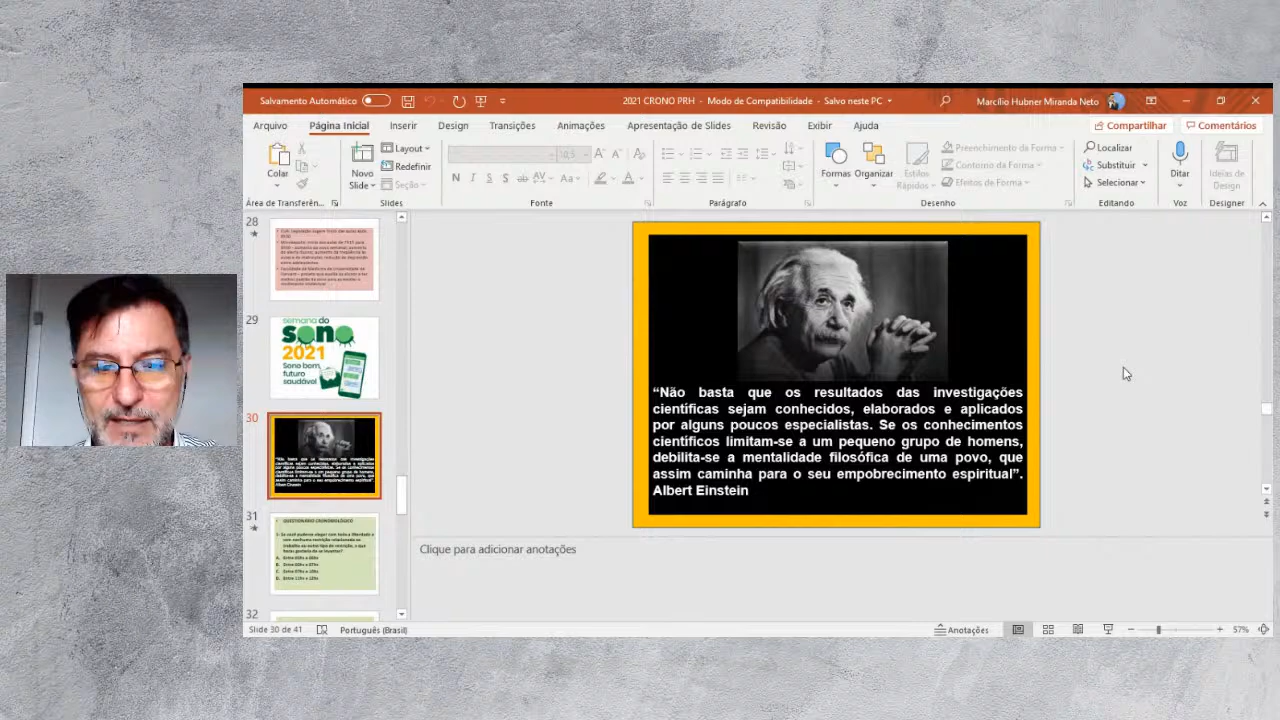 Salvamento Automático
2021 CRONO PRH - Modo de Compatibilidade - Salvo neste PC
Marcílio Hubner Miranda Neto
Arquivo Página Inicial Inserir Design Transições Animações Apresentação de Slides Revisão Exibir Ajuda
Compartilhar Comentários
Colar
Novo
Slide
Layout
Redefinir
Seção
10,5
N I S S ab AV Aa A
Formas
Organizar
Estilos
Rápidos
Preenchimento da Forma
Contorno da Forma
Efeitos de Forma
Localizar
Substituir
Selecionar
Ditar
Ideias de
Design
Área de Transferên... Slides Fonte Parágrafo Desenho Editando Voz Designer
28
29
semana do
sono
2021
Sono bom,
futuro
saudável
30
31
QUESTIONÁRIO CRONOBIOLÓGICO
32
“Não basta que os resultados das investigações
científicas sejam conhecidos, elaborados e aplicados
por alguns poucos especialistas. Se os conhecimentos
científicos limitam-se a um pequeno grupo de homens,
debilita-se a mentalidade filosófica de uma povo, que
assim caminha para o seu empobrecimento espiritual”.
Albert Einstein
Clique para adicionar anotações
Slide 30 de 41 Português (Brasil) Anotações 57%